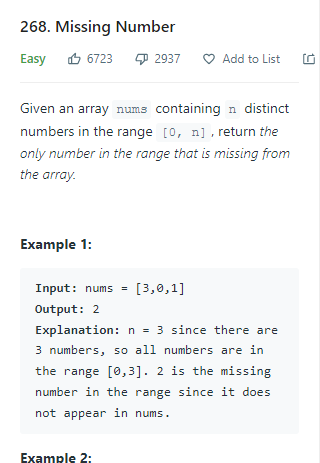 268. Missing Number
Easy 6723 2937 Add to List
Given an array nums containing n distinct
numbers in the range [0, n], return the
only number in the range that is missing from
the array.
Example 1:
Input: nums = [3,0,1]
Output: 2
Explanation: n = 3 since there are
3 numbers, so all numbers are in
the range [0,3]. 2 is the missing
number in the range since it does
not appear in nums.
Example 2: